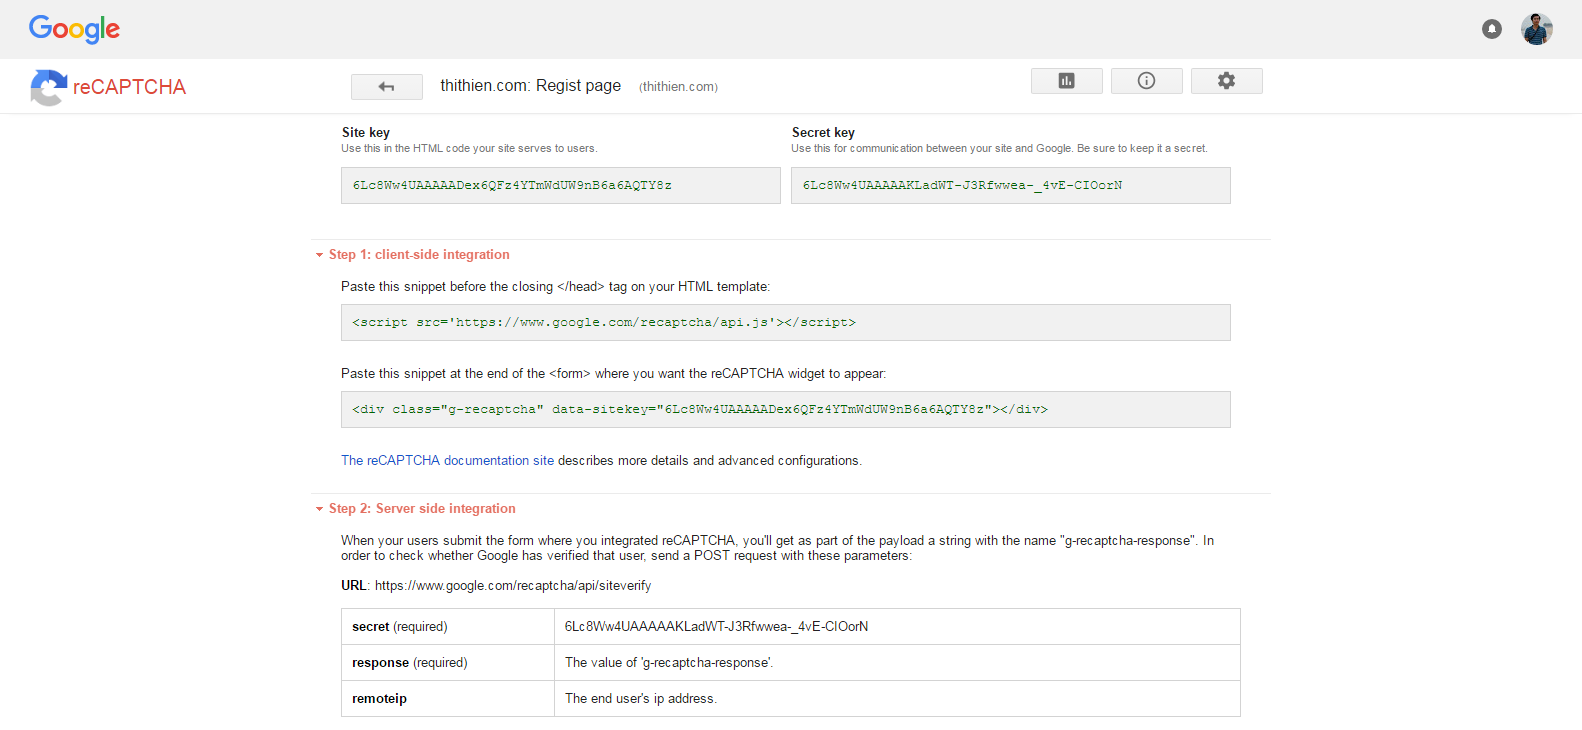 Google
reCAPTCHA
thithien.com: Regist page (thithien.com)
Site key
Use this in the HTML code your site serves to users.
6Lc8Ww4UAAAAADex6QFz4YTmWdUW9nB6a6AQTY8z
Secret key
Use this for communication between your site and Google. Be sure to keep it a secret.
6Lc8Ww4UAAAAAKLadWT-J3Rfwwea-_4vE-CIOorN
Step 1: client-side integration
Paste this snippet before the closing </head> tag on your HTML template:
<script src='https://www.google.com/recaptcha/api.js'></script>
Paste this snippet at the end of the <form> where you want the reCAPTCHA widget to appear:
<div class="g-recaptcha" data-sitekey="6Lc8Ww4UAAAAADex6QFz4YTmWdUW9nB6a6AQTY8z"></div>
The reCAPTCHA documentation site describes more details and advanced configurations.
Step 2: Server side integration
When your users submit the form where you integrated reCAPTCHA, you'll get as part of the payload a string with the name "g-recaptcha-response". In
order to check whether Google has verified that user, send a POST request with these parameters:
URL: https://www.google.com/recaptcha/api/siteverify
secret (required) 6Lc8Ww4UAAAAAKLadWT-J3Rfwwea-_4vE-CIOorN
response (required) The value of 'g-recaptcha-response'.
remoteip The end user's ip address.